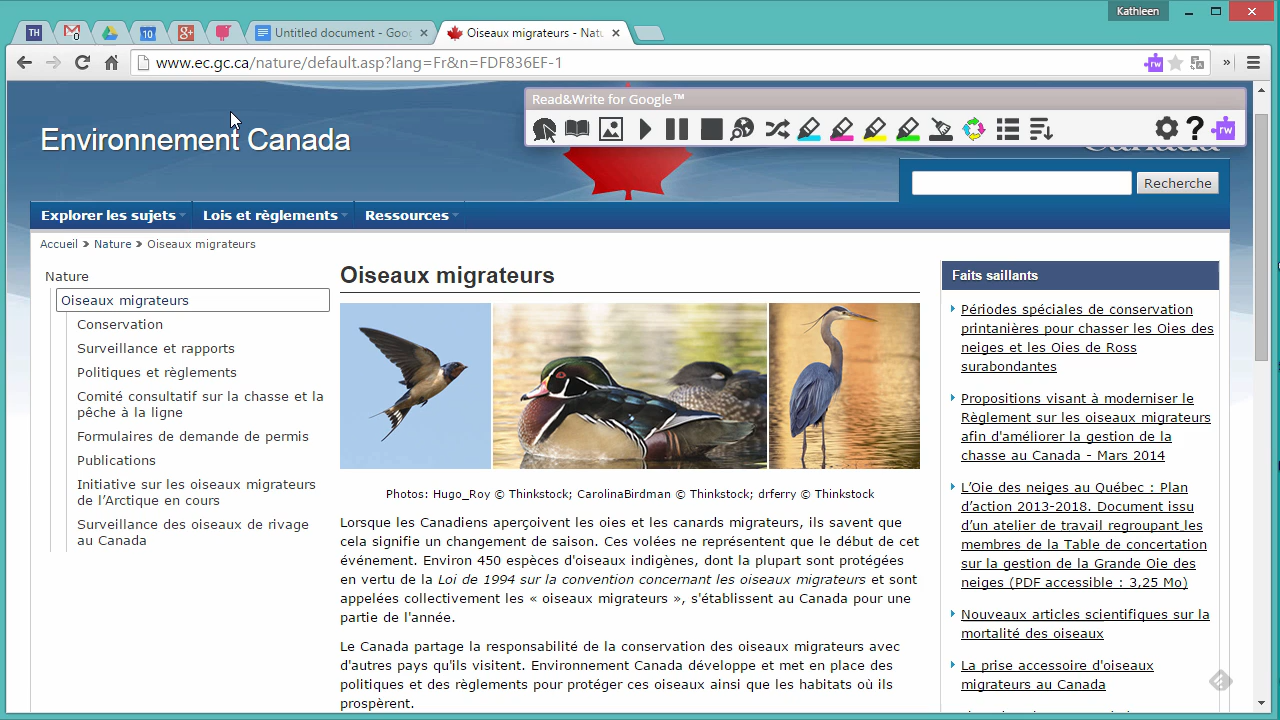 Kathleen
TH
10
g+
Untitled document - Goo
Oiseaux migrateurs - Natu
www.ec.gc.ca/nature/default.asp?lang=Fr&n=FDF836EF-1
rw
Read&Write for Google™
rw
Environnement Canada
Canada
Recherche
Explorer les sujets
Lois et règlements
Ressources
Accueil » Nature » Oiseaux migrateurs
Nature
Oiseaux migrateurs
Conservation
Surveillance et rapports
Politiques et règlements
Comité consultatif sur la chasse et la
pêche à la ligne
Formulaires de demande de permis
Publications
Initiative sur les oiseaux migrateurs
de l’Arctique en cours
Surveillance des oiseaux de rivage
au Canada
Oiseaux migrateurs
Photos: Hugo_Roy © Thinkstock; CarolinaBirdman © Thinkstock; drferry © Thinkstock
Lorsque les Canadiens aperçoivent les oies et les canards migrateurs, ils savent que
cela signifie un changement de saison. Ces volées ne représentent que le début de cet
événement. Environ 450 espèces d'oiseaux indigènes, dont la plupart sont protégées
en vertu de la Loi de 1994 sur la convention concernant les oiseaux migrateurs et sont
appelées collectivement les « oiseaux migrateurs », s'établissent au Canada pour une
partie de l'année.
Le Canada partage la responsabilité de la conservation des oiseaux migrateurs avec
d'autres pays qu'ils visitent. Environnement Canada développe et met en place des
politiques et des règlements pour protéger ces oiseaux ainsi que les habitats où ils
prospèrent.
Faits saillants
Périodes spéciales de conservation
printanières pour chasser les Oies des
neiges et les Oies de Ross
surabondantes
Propositions visant à moderniser le
Règlement sur les oiseaux migrateurs
afin d'améliorer la gestion de la
chasse au Canada - Mars 2014
L’Oie des neiges au Québec : Plan
d’action 2013-2018. Document issu
d’un atelier de travail regroupant les
membres de la Table de concertation
sur la gestion de la Grande Oie des
neiges (PDF accessible : 3,25 Mo)
Nouveaux articles scientifiques sur la
mortalité des oiseaux
La prise accessoire d'oiseaux
migrateurs au Canada